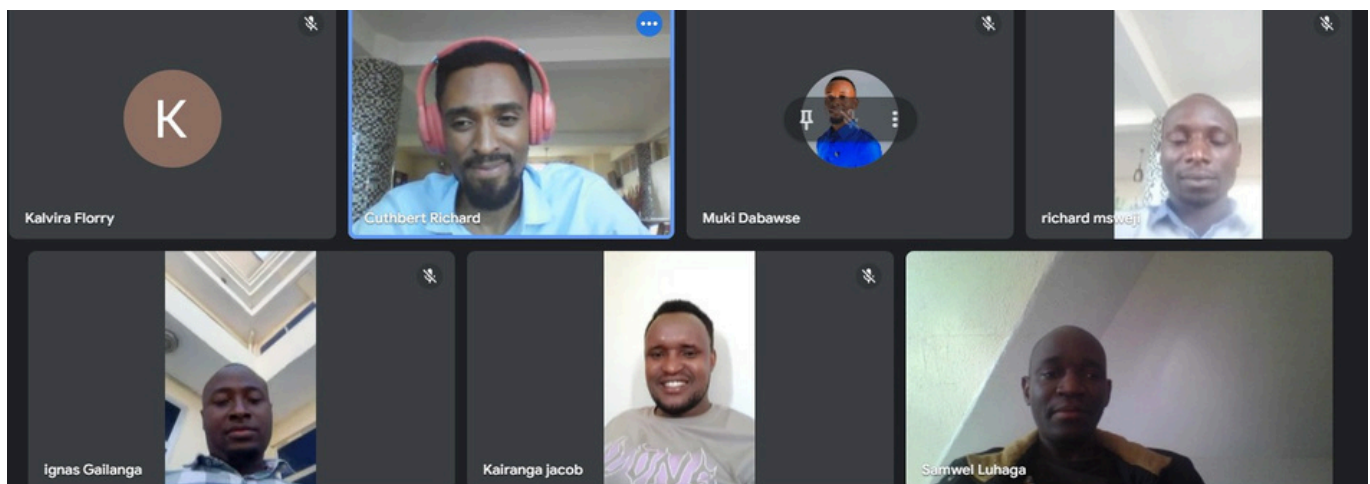 K
Kalvira Florry
Cuthbert Richard
Muki Dabawse
richard msweji
ignas Gailanga
Kairanga jacob
Samwel Luhaga